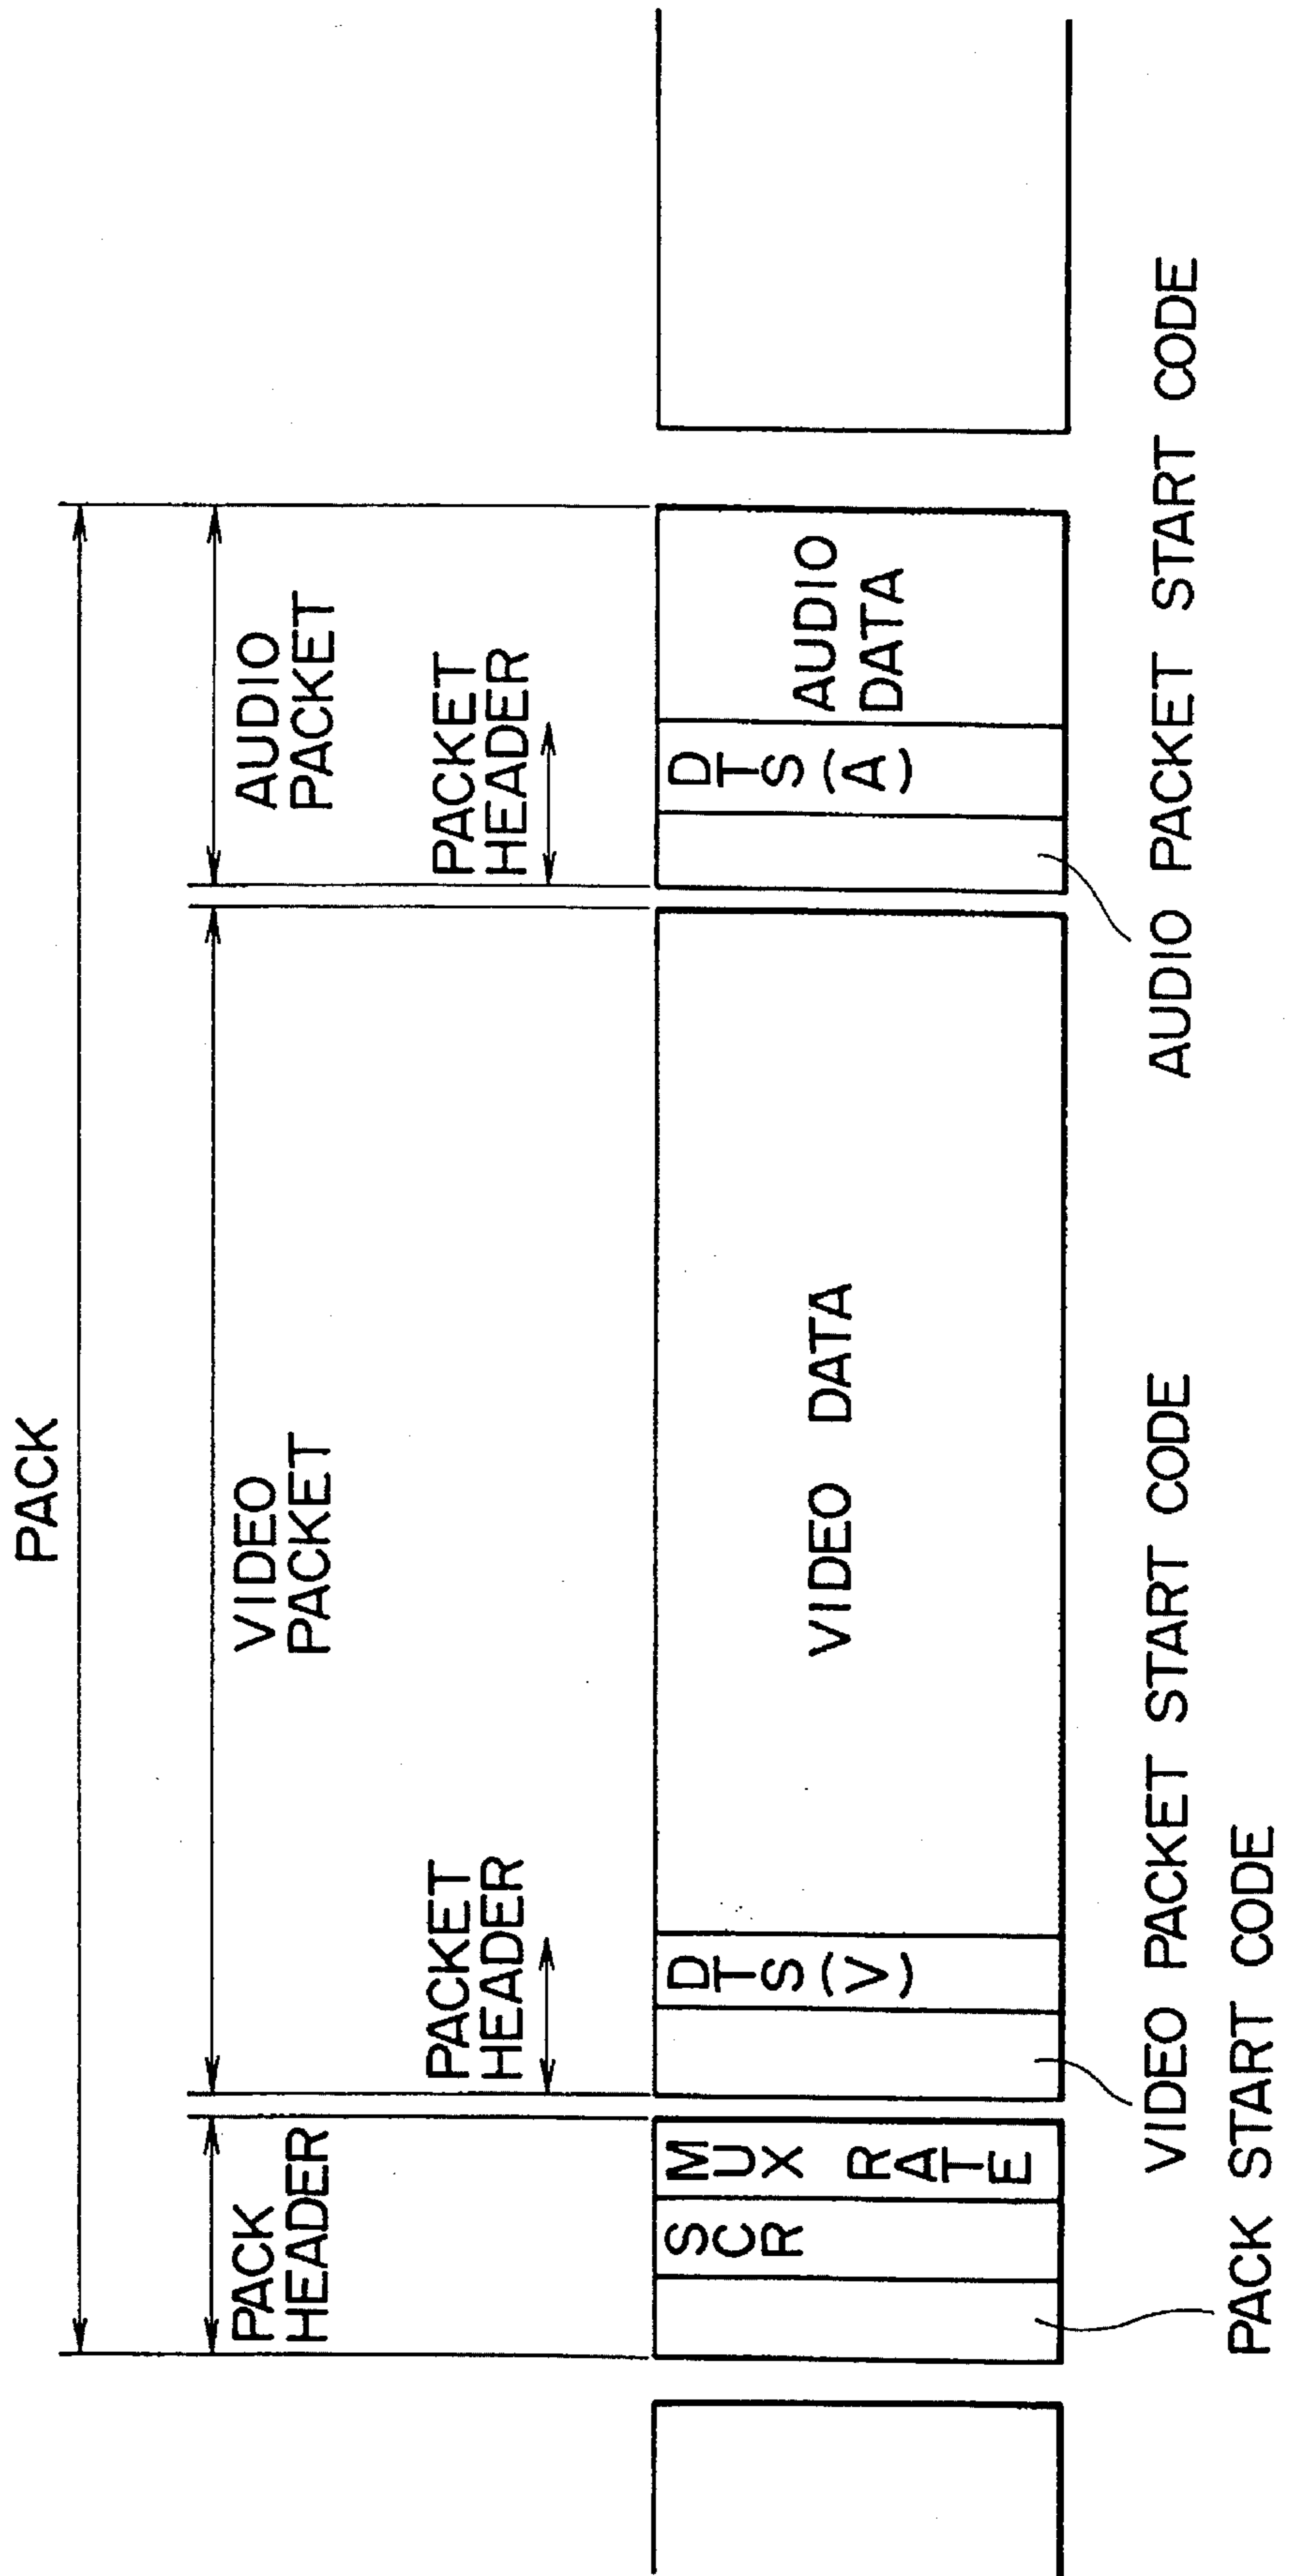 PACK
PACK
HEADER
VIDEO
PACKET
AUDIO
PACKET
PACKET
HEADER
PACKET
HEADER
SCR
MUX RATE
DTS (V)
VIDEO DATA
DTS (A)
AUDIO
DATA
VIDEO PACKET START CODE
AUDIO PACKET START CODE
PACK START CODE